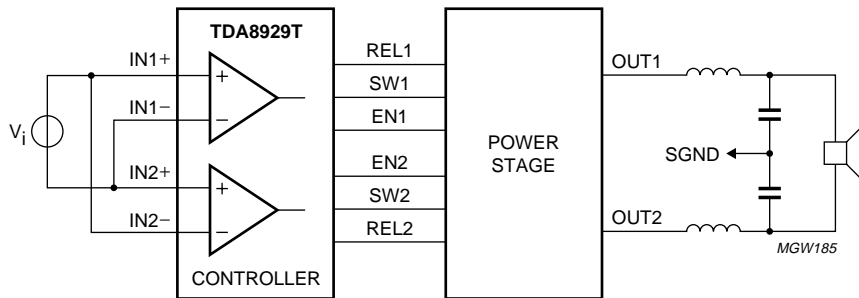 TDA8929T
IN1+
+
IN1−
−
Vi
IN2+
+
IN2−
−
CONTROLLER
REL1
SW1
EN1
EN2
SW2
REL2
POWER
STAGE
OUT1
SGND
OUT2
MGW185